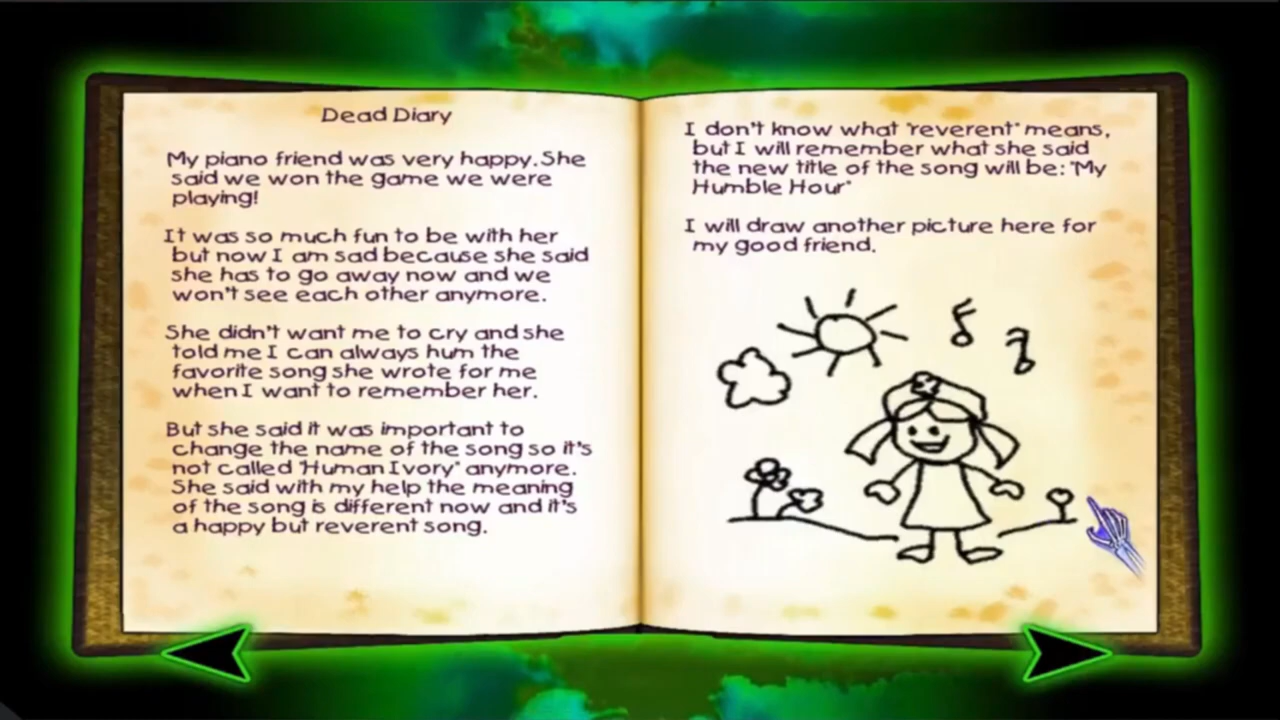 Dead Diary
My piano friend was very happy. She
said we won the game we were
playing!
It was so much fun to be with her
but now I am sad because she said
she has to go away now and we
won't see each other anymore.
She didn't want me to cry and she
told me I can always hum the
favorite song she wrote for me
when I want to remember her.
But she said it was important to
change the name of the song so it's
not called "Human Ivory" anymore.
She said with my help the meaning
of the song is different now and it's
a happy but reverent song.
I don't know what "reverent" means,
but I will remember what she said
the new title of the song will be: "My
Humble Hour"
I will draw another picture here for
my good friend.